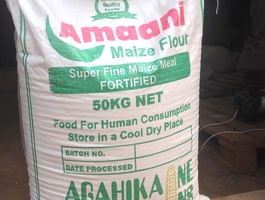 Quality
Foods
Amaani
Maize Flour
Super Fine Maize Meal
FORTIFIED
50KG NET
Food For Human Consumption
Store in a Cool Dry Place
BATCH NO.
DATE PROCESSED
AGAHIKA